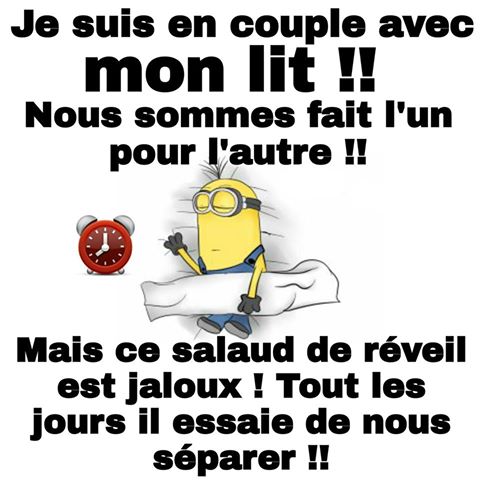 Je suis en couple avec
mon lit !!
Nous sommes fait l'un
pour l'autre !!
Mais ce salaud de réveil
est jaloux ! Tout les
jours il essaie de nous
séparer !!